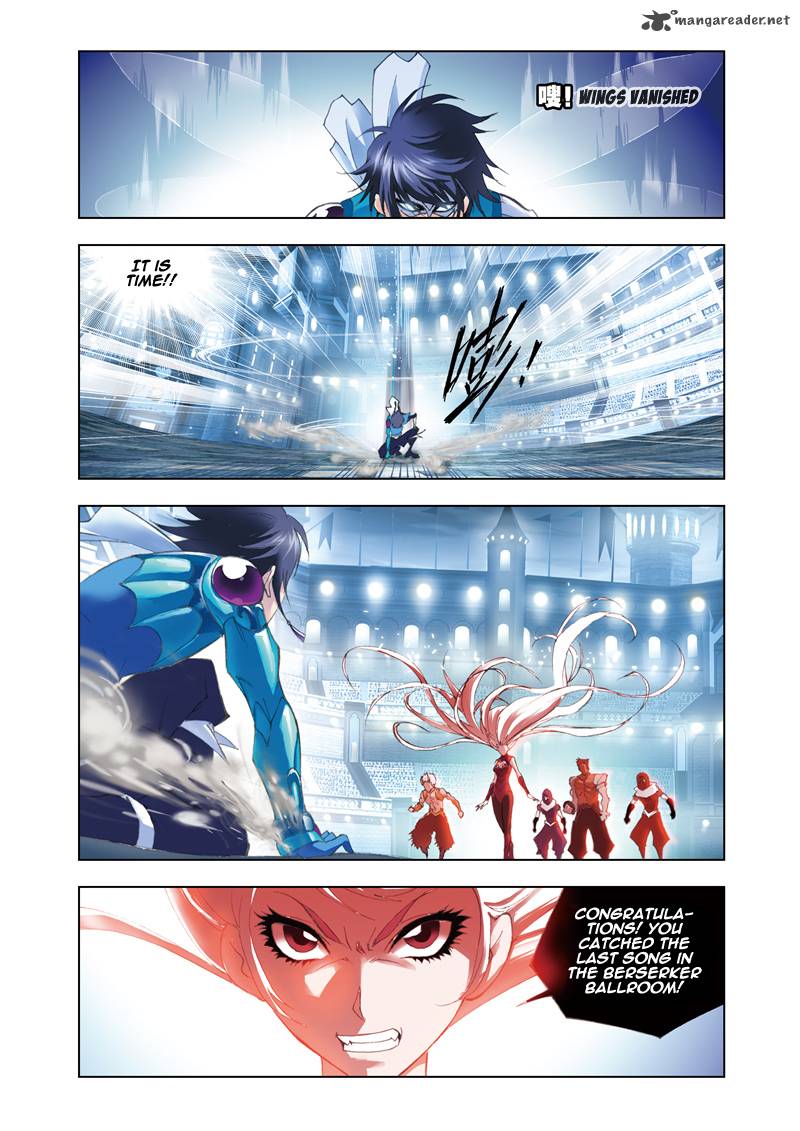 mangareader.net
嗖! WINGS VANISHED
IT IS
TIME!!
嘭!
CONGRATULA-
TIONS! YOU
CATCHED THE
LAST SONG IN
THE BERSERKER
BALLROOM!